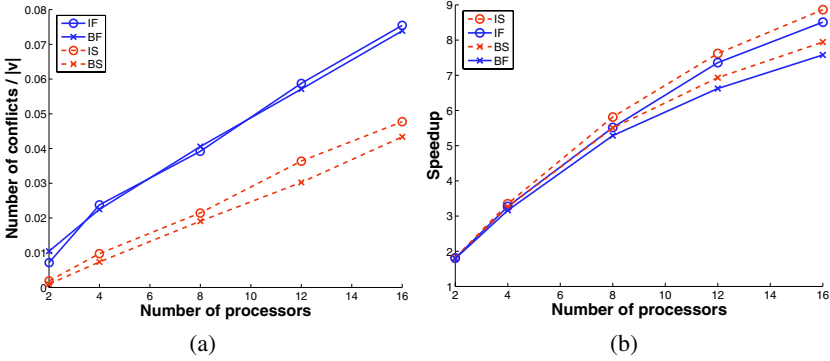 0.08
0.07
0.06
0.05
0.04
0.03
0.02
0.01
0
Number of conflicts / |v|
IF
BF
IS
BS
2 4 6 8 10 12 14 16
Number of processors
(a)
9
8
7
6
5
4
3
2
1
Speedup
IS
IF
BS
BF
2 4 6 8 10 12 14 16
Number of processors
(b)